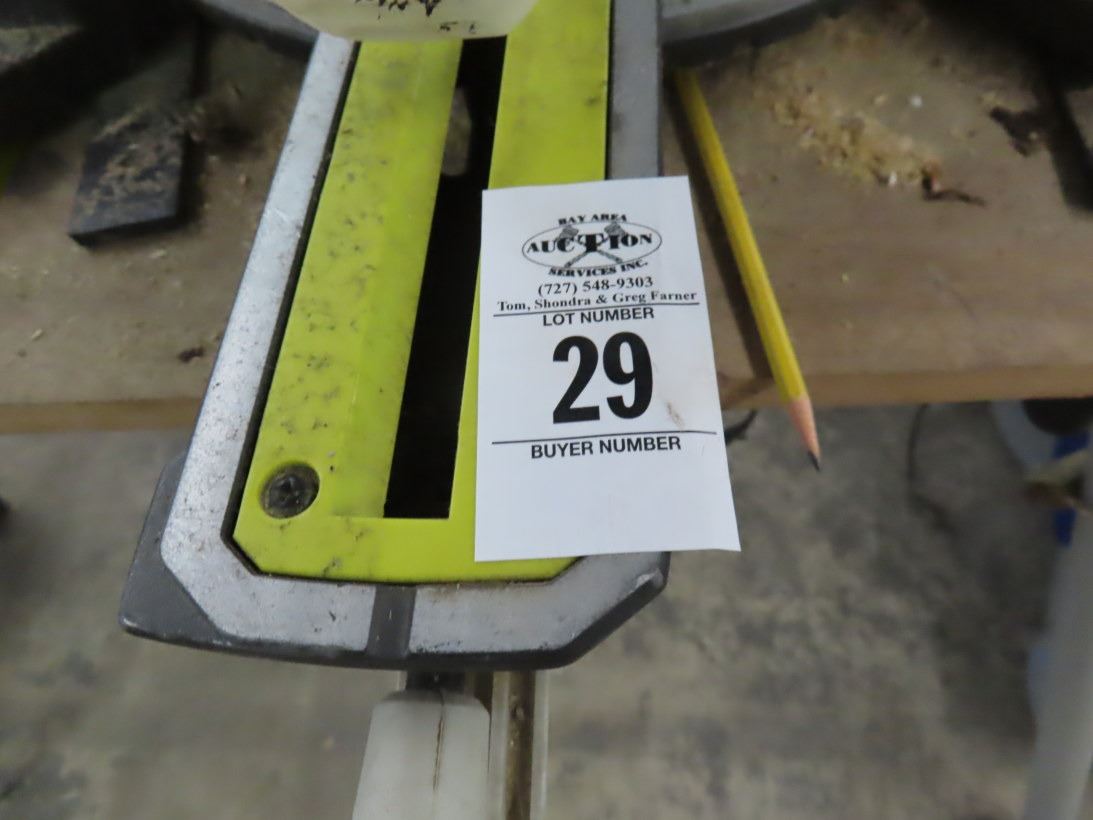 BAY AREA
AUCTION
SERVICES INC.
(727) 548-9303
Tom, Shondra & Greg Farner
LOT NUMBER
29
BUYER NUMBER